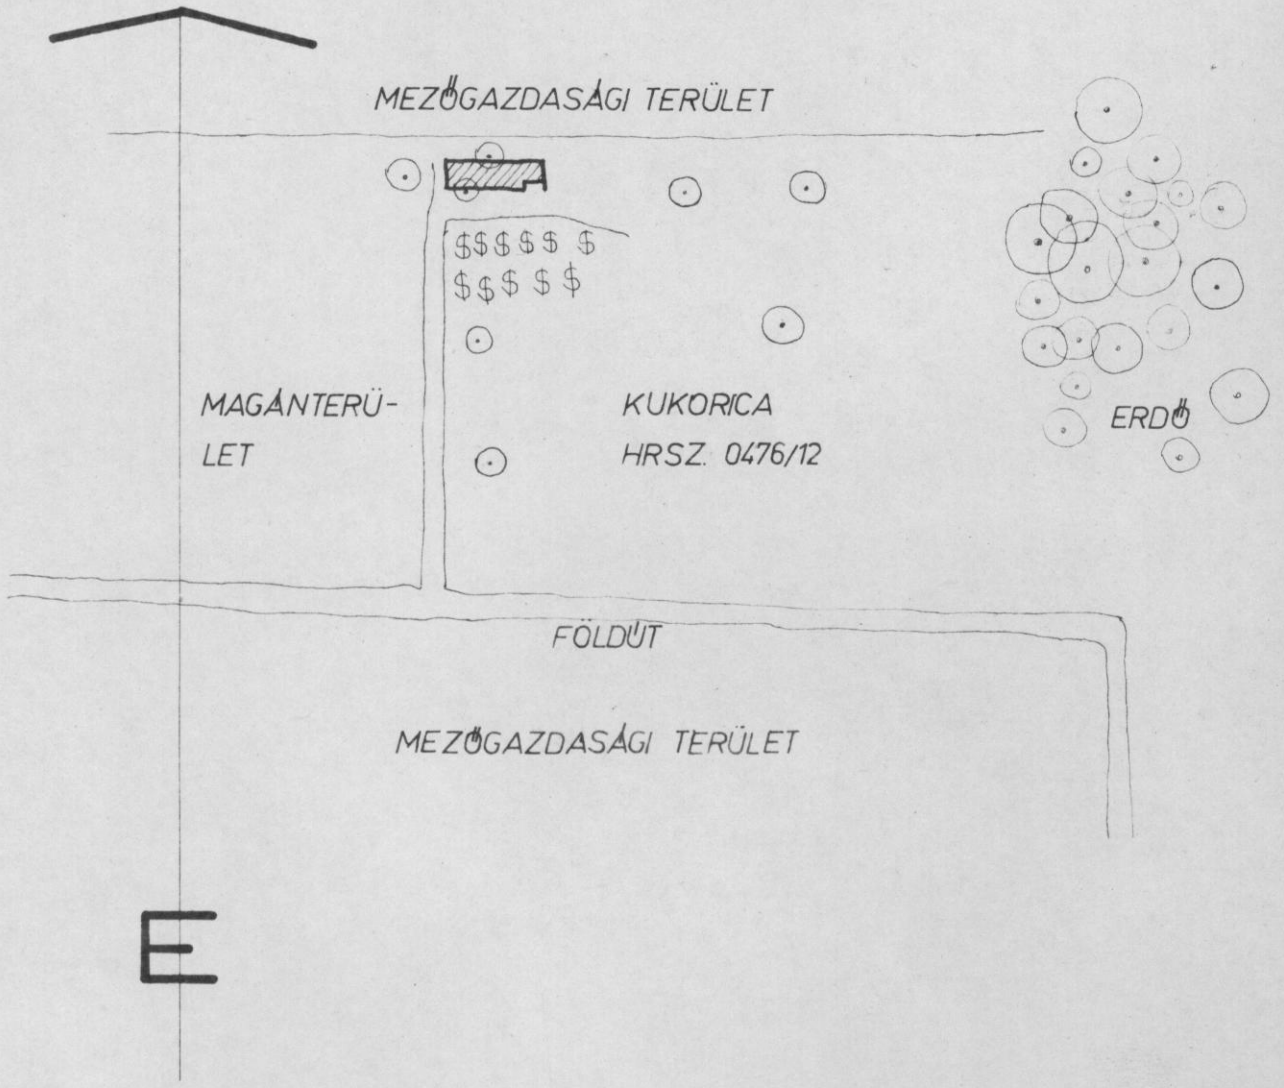 MEZŐGAZDASÁGI TERÜLET
$$$$$ $
$$$$$
MAGÁNTERÜ-
LET
KUKORICA
HRSZ. 0476/12
ERDŐ
FÖLDÚT
MEZŐGAZDASÁGI TERÜLET
E